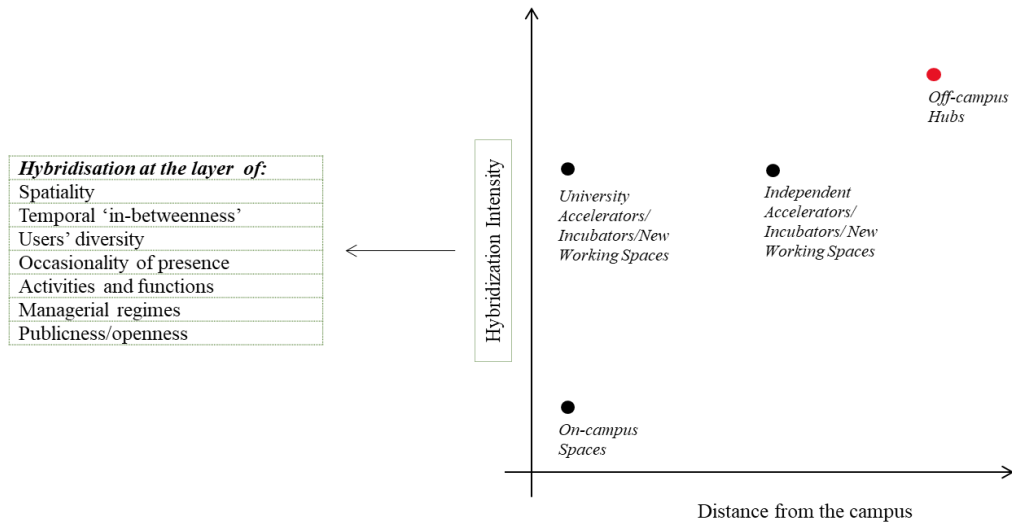 Hybridisation at the layer of:
Spatiality
Temporal ‘in-betweenness’
Users’ diversity
Occasionality of presence
Activities and functions
Managerial regimes
Publicness/openness
Hybridization Intensity
Off-campus
Hubs
University
Accelerators/
Incubators/New
Working Spaces
Independent
Accelerators/
Incubators/ New
Working Spaces
On-campus
Spaces
Distance from the campus